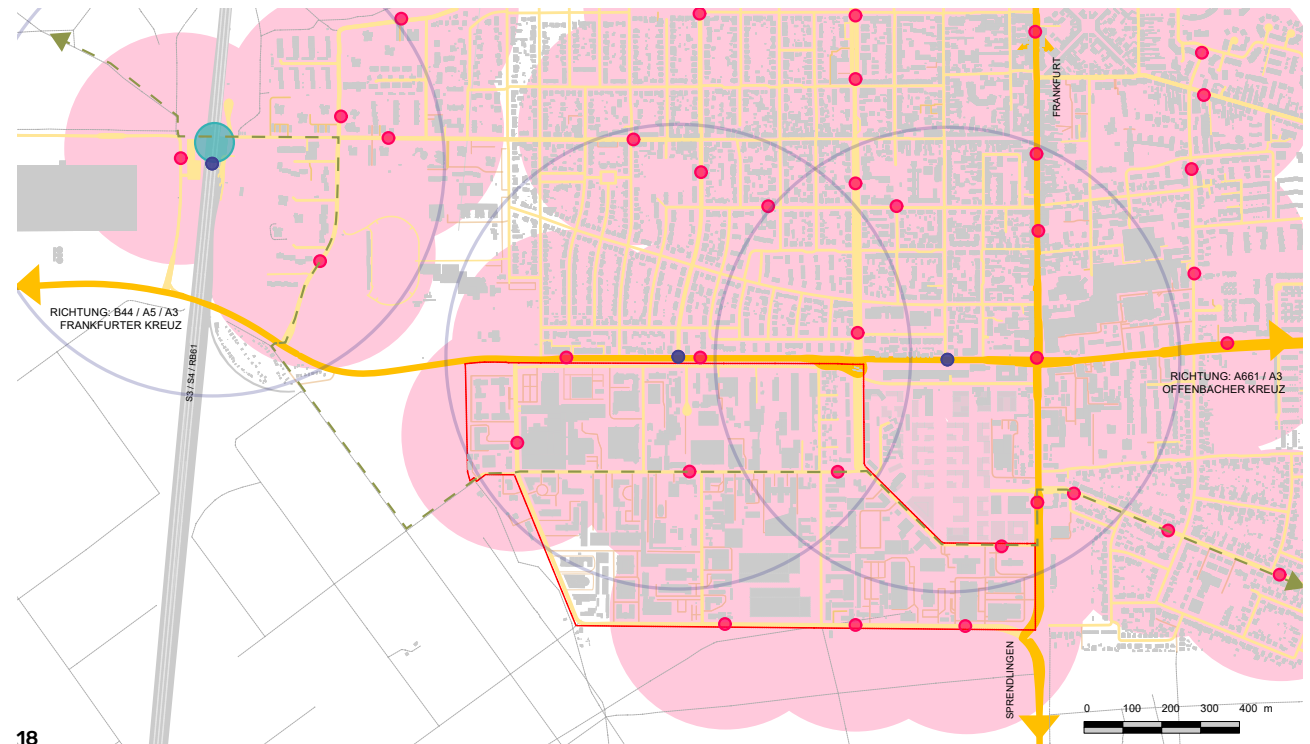 FRANKFURT
RICHTUNG: B44 / A5 / A3
FRANKFURTER KREUZ
S3 / S4 / RB61
RICHTUNG: A661 / A3
OFFENBACHER KREUZ
SPRENDLINGEN
0 100 200 300 400 m
18